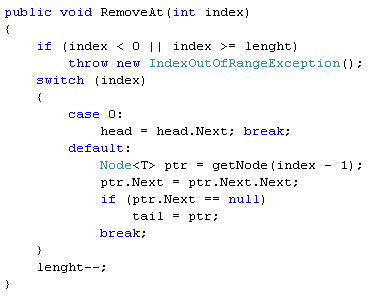 public void RemoveAt(int index)
{
    if (index < 0 || index >= lenght)
        throw new IndexOutOfRangeException();
    switch (index)
    {
        case 0:
            head = head.Next; break;
        default:
            Node<T> ptr = getNode(index - 1);
            ptr.Next = ptr.Next.Next;
            if (ptr.Next == null)
                tail = ptr;
            break;
    }
    lenght--;
}